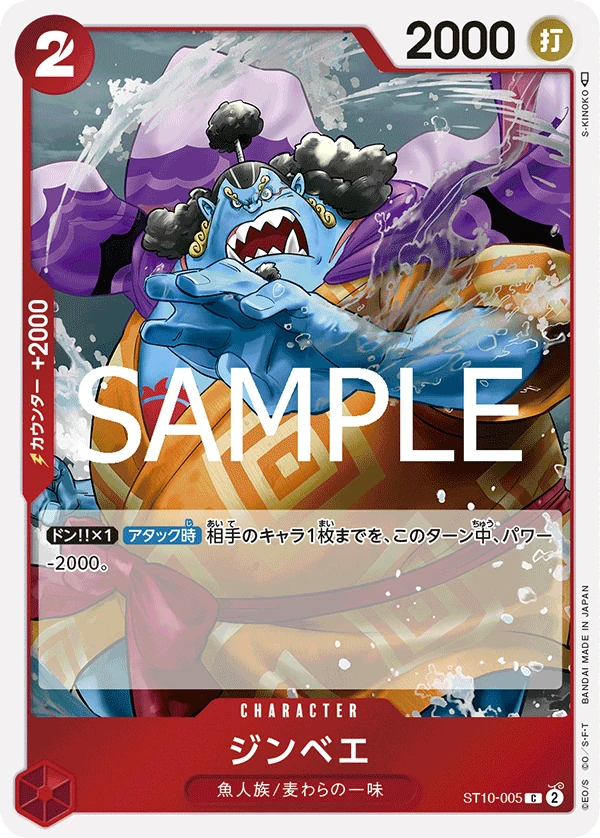 2
2000
打
S-KINOKO
カウンター +2000
SAMPLE
ドン!!×1 アタック時 相手のキャラ1枚までを、このターン中、パワー
-2000。
CHARACTER
ジンベエ
魚人族/麦わらの一味
ST10-005 C 2
©E.O/S ©O/S・F・T BANDAI MADE IN JAPAN